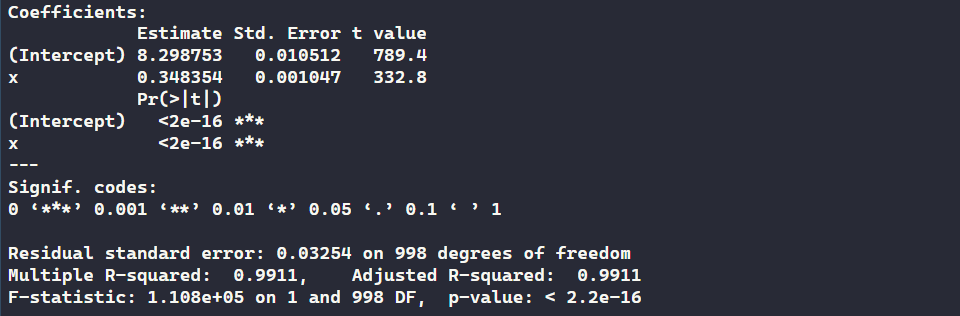 Coefficients:
             Estimate Std. Error t value
(Intercept) 8.298753   0.010512   789.4
x            0.348354   0.001047   332.8
             Pr(>|t|)
(Intercept)   <2e-16 ***
x              <2e-16 ***
---
Signif. codes:
0 ‘***’ 0.001 ‘**’ 0.01 ‘*’ 0.05 ‘.’ 0.1 ‘ ’ 1

Residual standard error: 0.03254 on 998 degrees of freedom
Multiple R-squared:  0.9911,    Adjusted R-squared:  0.9911
F-statistic: 1.108e+05 on 1 and 998 DF,  p-value: < 2.2e-16